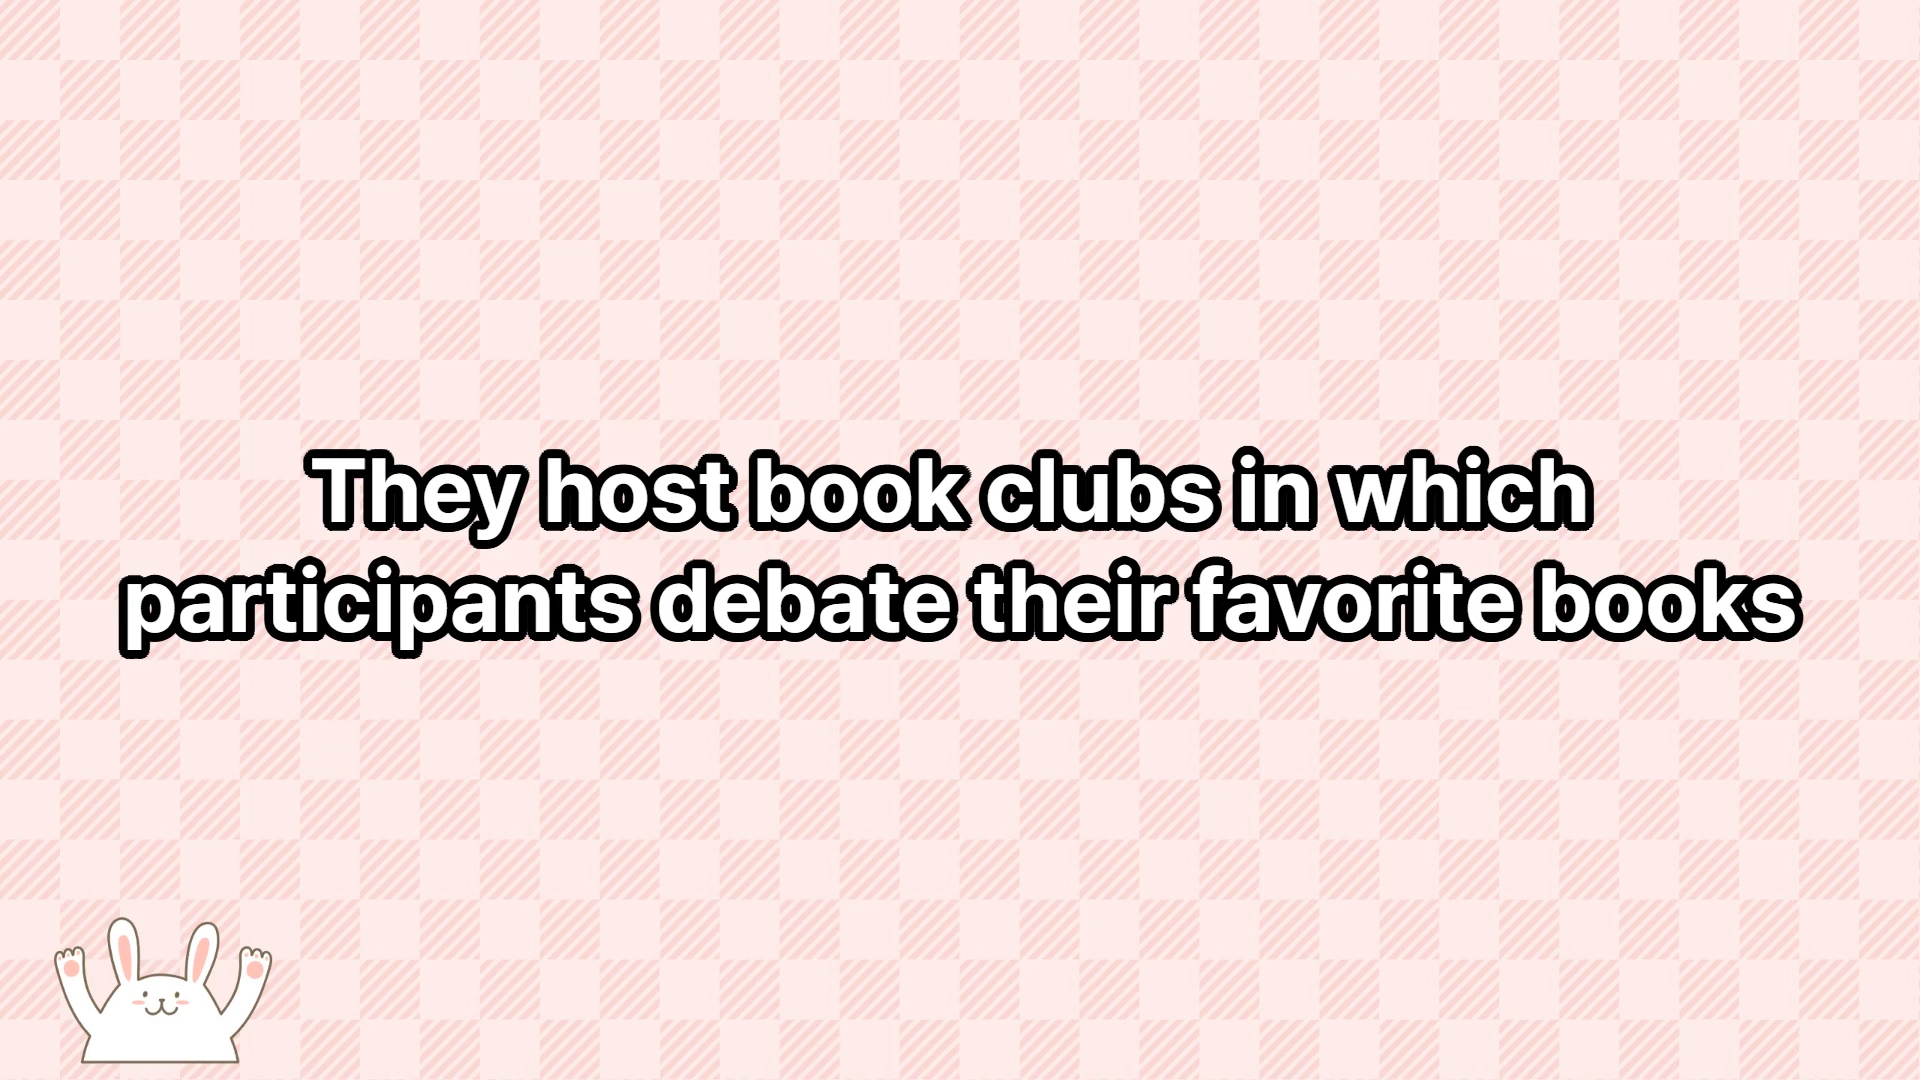 They host book clubs in which
participants debate their favorite books